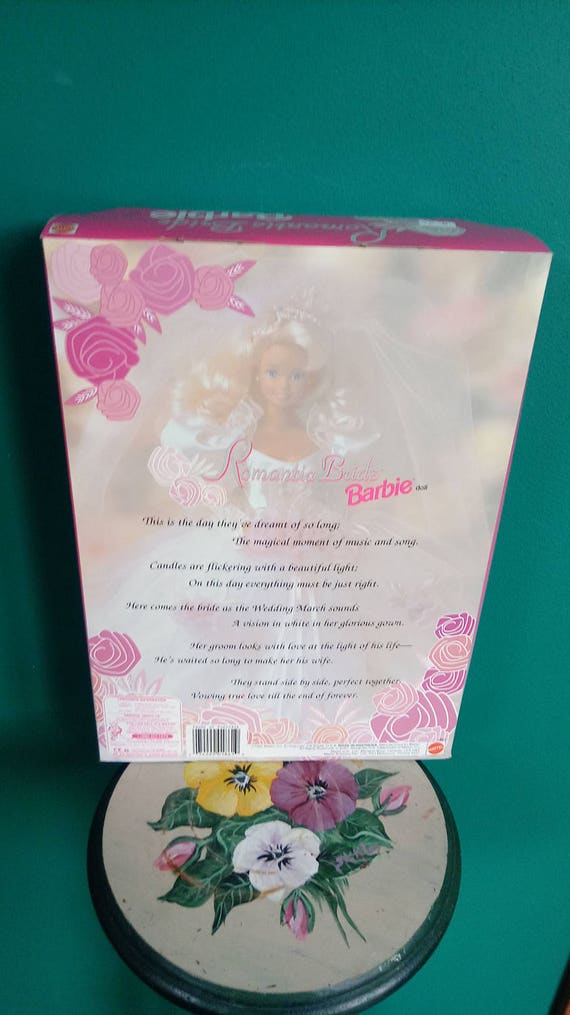 Romantic Bride
Barbie
Romantic Bride
Barbie doll
This is the day they've dreamt of so long;
The magical moment of music and song.
Candles are flickering with a beautiful light;
On this day everything must be just right.
Here comes the bride as the Wedding March sounds
A vision in white in her glorious gown.
Her groom looks with love at the light of his life—
He's waited so long to make her his wife.
They stand side by side, perfect together.
Vowing true love till the end of forever.